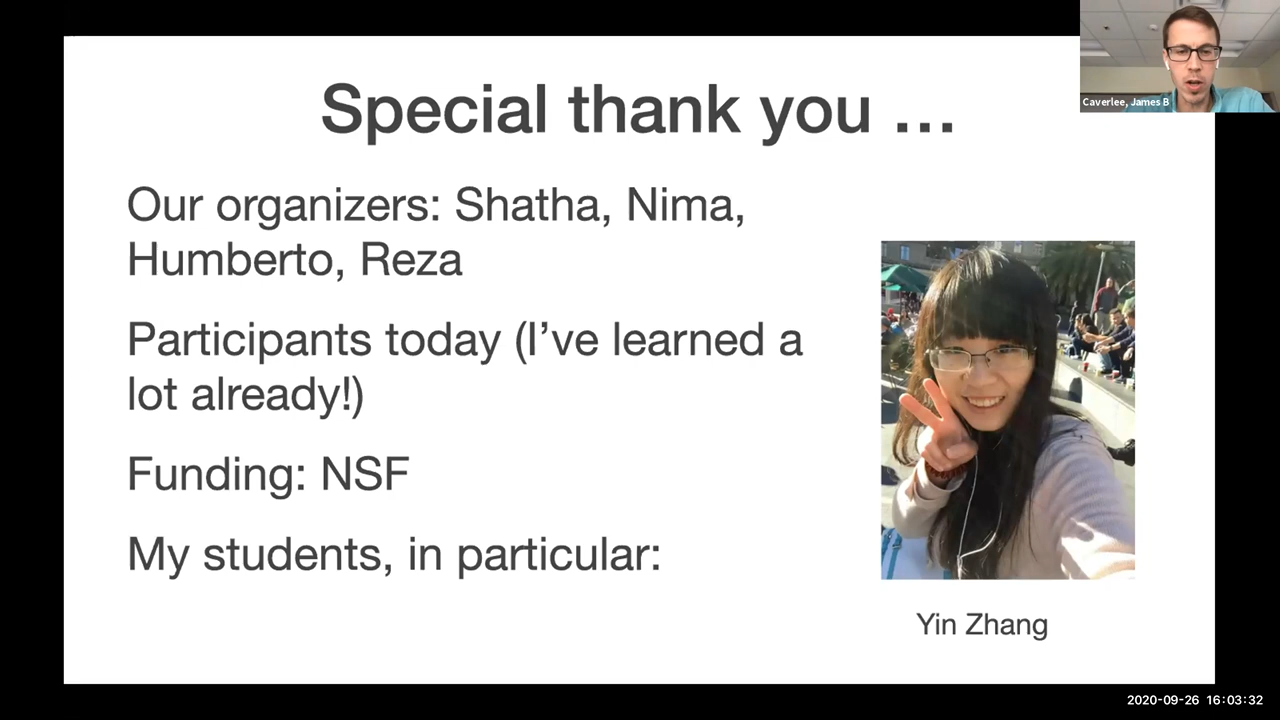 Special thank you ...
Caverlee, James B
Our organizers: Shatha, Nima,
Humberto, Reza
Participants today (I’ve learned a
lot already!)
Funding: NSF
My students, in particular:
Yin Zhang
2020-09-26 16:03:32